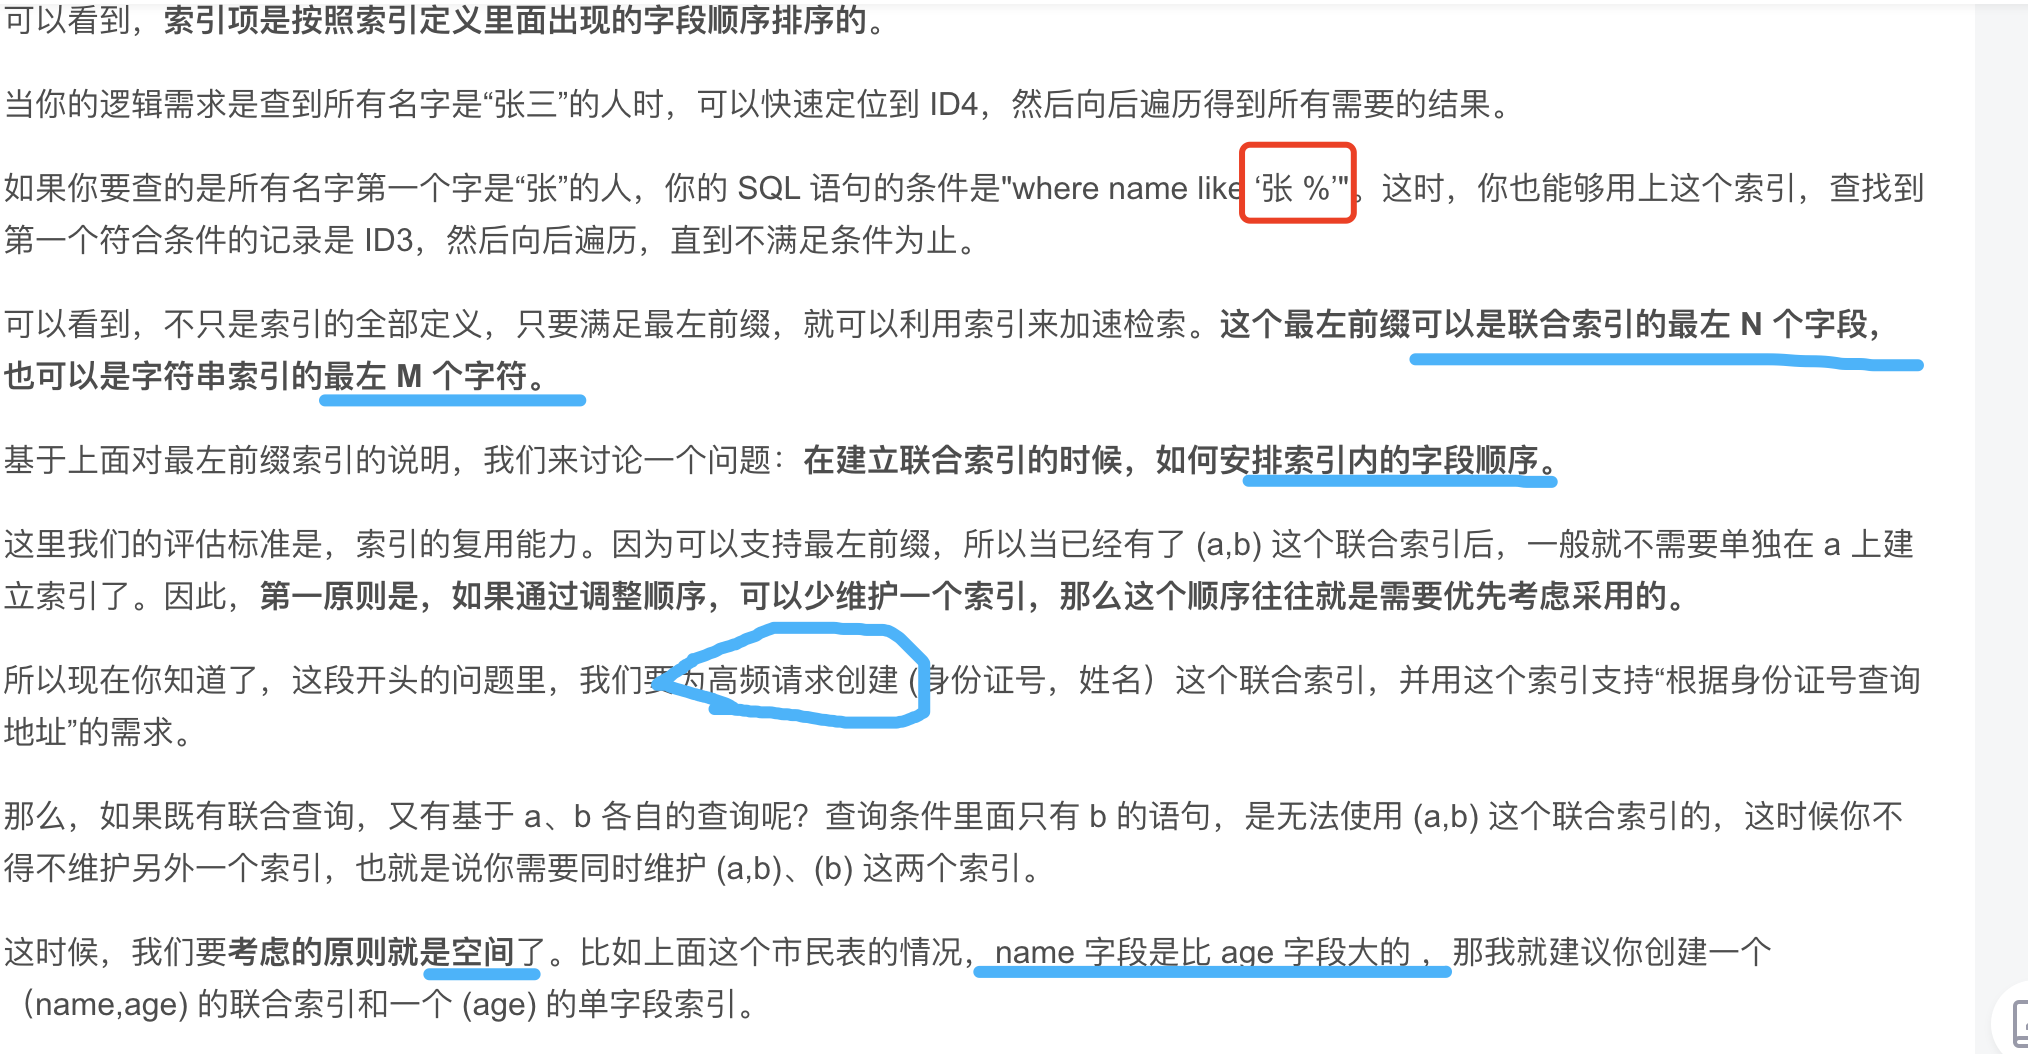 可以看到，索引项是按照索引定义里面出现的字段顺序排序的。
当你的逻辑需求是查到所有名字是“张三”的人时，可以快速定位到 ID4，然后向后遍历得到所有需要的结果。
如果你要查的是所有名字第一个字是“张”的人，你的 SQL 语句的条件是"where name like ‘张 %’"。这时，你也能够用上这个索引，查找到
第一个符合条件的记录是 ID3，然后向后遍历，直到不满足条件为止。
可以看到，不只是索引的全部定义，只要满足最左前缀，就可以利用索引来加速检索。这个最左前缀可以是联合索引的最左 N 个字段，
也可以是字符串索引的最左 M 个字符。
基于上面对最左前缀索引的说明，我们来讨论一个问题：在建立联合索引的时候，如何安排索引内的字段顺序。
这里我们的评估标准是，索引的复用能力。因为可以支持最左前缀，所以当已经有了 (a,b) 这个联合索引后，一般就不需要单独在 a 上建
立索引了。因此，第一原则是，如果通过调整顺序，可以少维护一个索引，那么这个顺序往往就是需要优先考虑采用的。
所以现在你知道了，这段开头的问题里，我们要为高频请求创建 (身份证号，姓名）这个联合索引，并用这个索引支持“根据身份证号查询
地址”的需求。
那么，如果既有联合查询，又有基于 a、b 各自的查询呢？查询条件里面只有 b 的语句，是无法使用 (a,b) 这个联合索引的，这时候你不
得不维护另外一个索引，也就是说你需要同时维护 (a,b)、(b) 这两个索引。
这时候，我们要考虑的原则就是空间了。比如上面这个市民表的情况，name 字段是比 age 字段大的 ，那我就建议你创建一个
（name,age) 的联合索引和一个 (age) 的单字段索引。